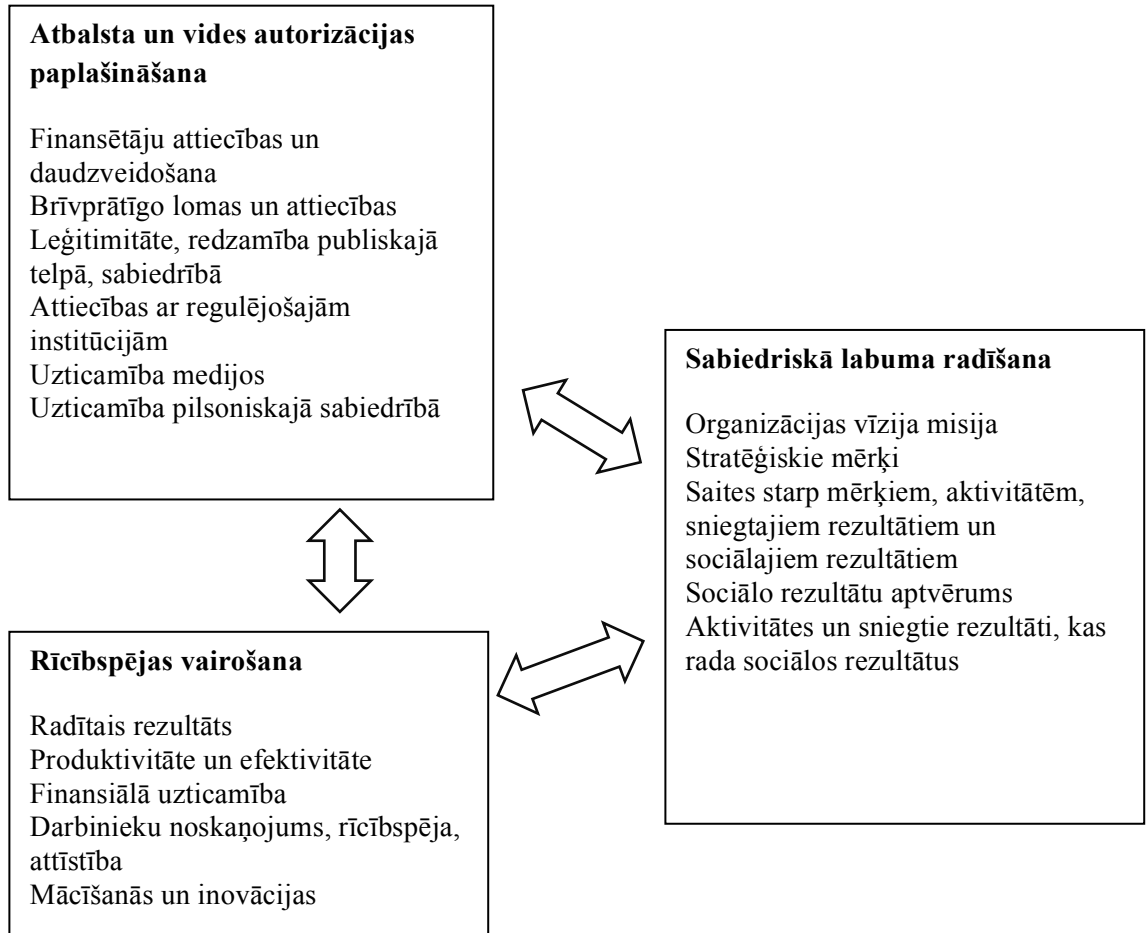 Atbalsta un vides autorizācijas
paplašināšana
Finansētāju attiecības un
daudzveidošana
Brīvprātīgo lomas un attiecības
Leģitimitāte, redzamība publiskajā
telpā, sabiedrībā
Attiecības ar regulējošajām
institūcijām
Uzticamība medijos
Uzticamība pilsoniskajā sabiedrībā
Sabiedriskā labuma radīšana
Organizācijas vīzija misija
Stratēģiskie mērķi
Saites starp mērķiem, aktivitātēm,
sniegtajiem rezultātiem un
sociālajiem rezultātiem
Sociālo rezultātu aptvērums
Aktivitātes un sniegtie rezultāti, kas
rada sociālos rezultātus
Rīcībspējas vairošana
Radītais rezultāts
Produktivitāte un efektivitāte
Finansiālā uzticamība
Darbinieku noskaņojums, rīcībspēja,
attīstība
Mācīšanās un inovācijas